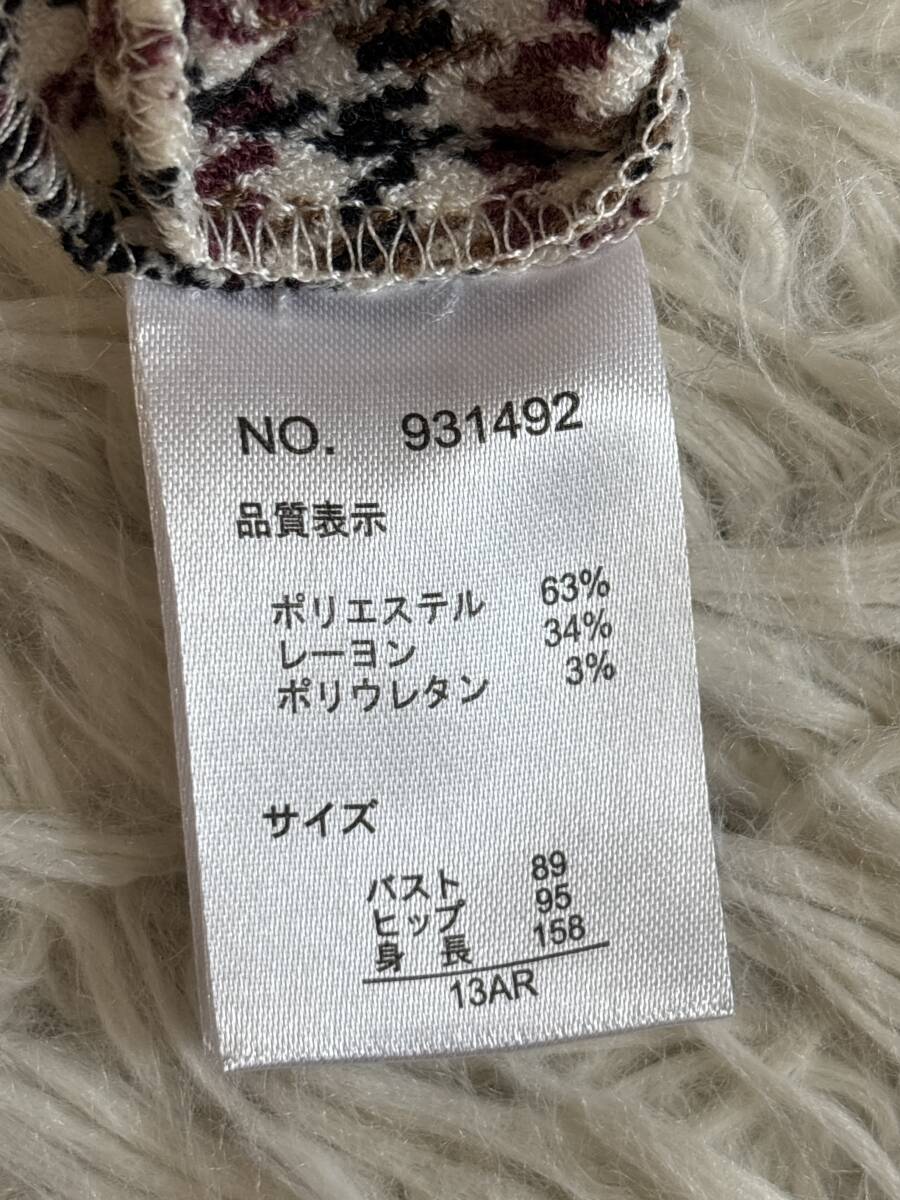 NO. 931492
品質表示
ポリエステル 63%
レーヨン 34%
ポリウレタン 3%
サイズ
バスト 89
ヒップ 95
身長 158
13AR